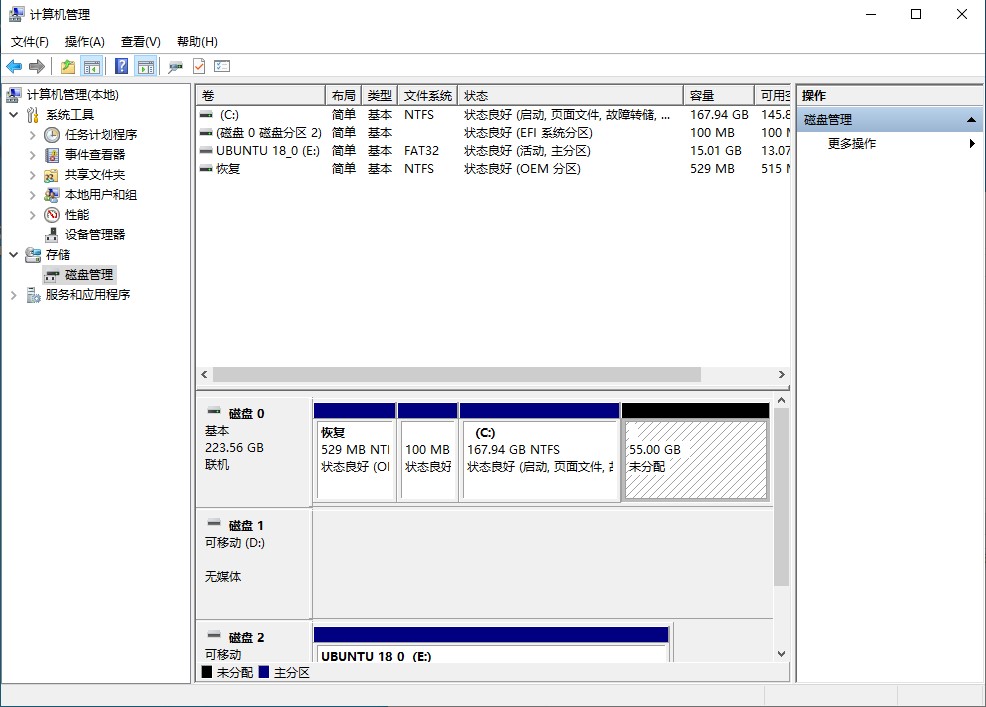 计算机管理
文件(F) 操作(A) 查看(V) 帮助(H)
计算机管理(本地)
系统工具
任务计划程序
事件查看器
共享文件夹
本地用户和组
性能
设备管理器
存储
磁盘管理
服务和应用程序
卷 布局 类型 文件系统 状态 容量 可用
(C:) 简单 基本 NTFS 状态良好 (启动, 页面文件, 故障转储, ... 167.94 GB 145.8
(磁盘 0 磁盘分区 2) 简单 基本 状态良好 (EFI 系统分区) 100 MB 100
UBUNTU 18_0 (E:) 简单 基本 FAT32 状态良好 (活动, 主分区) 15.01 GB 13.07
恢复 简单 基本 NTFS 状态良好 (OEM 分区) 529 MB 515
磁盘 0
基本
223.56 GB
联机
恢复
529 MB NT
状态良好 (O
100 MB
状态良好
(C:)
167.94 GB NTFS
状态良好 (启动, 页面文件,
55.00 GB
未分配
磁盘 1
可移动 (D:)
无媒体
磁盘 2
可移动
UBUNTU 18_0 (E:)
未分配 主分区
操作
磁盘管理
更多操作